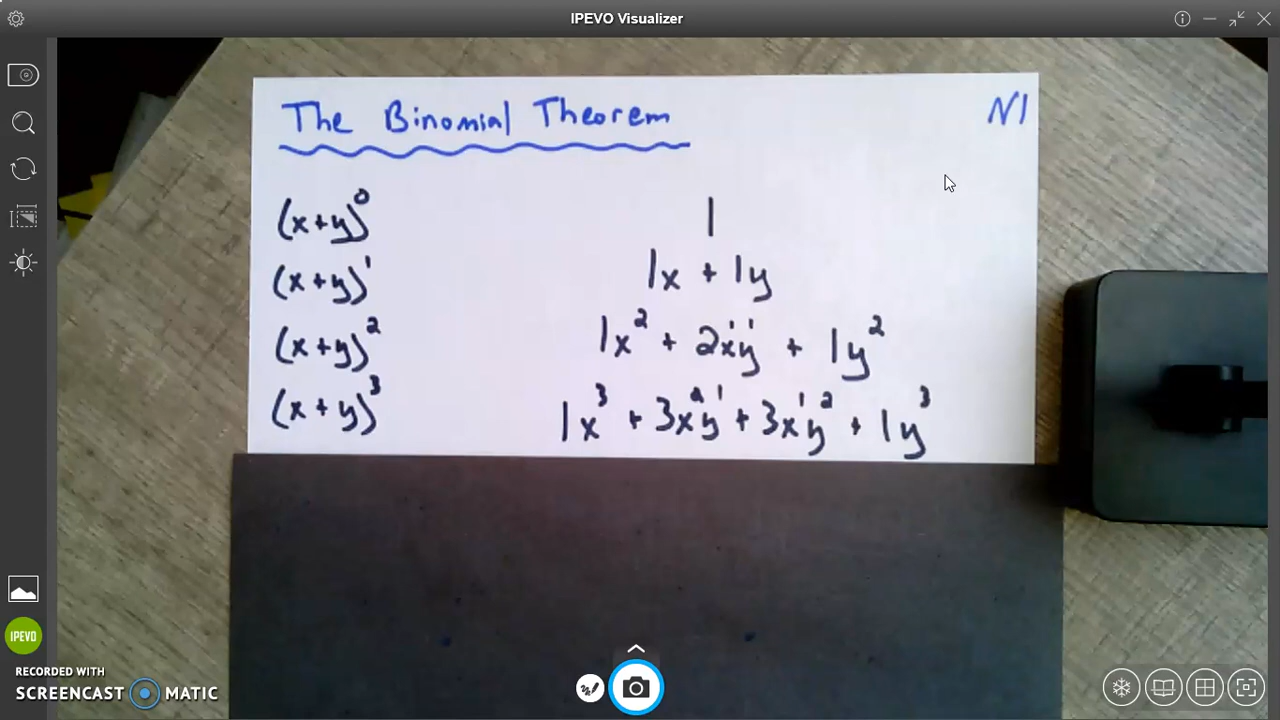 IPEVO Visualizer
The Binomial Theorem N1
(x+y)⁰ 1
(x+y)¹ 1x + 1y
(x+y)² 1x² + 2x¹y¹ + 1y²
(x+y)³ 1x³ + 3x²y¹ + 3x¹y² + 1y³
IPEVO
RECORDED WITH
SCREENCAST MATIC